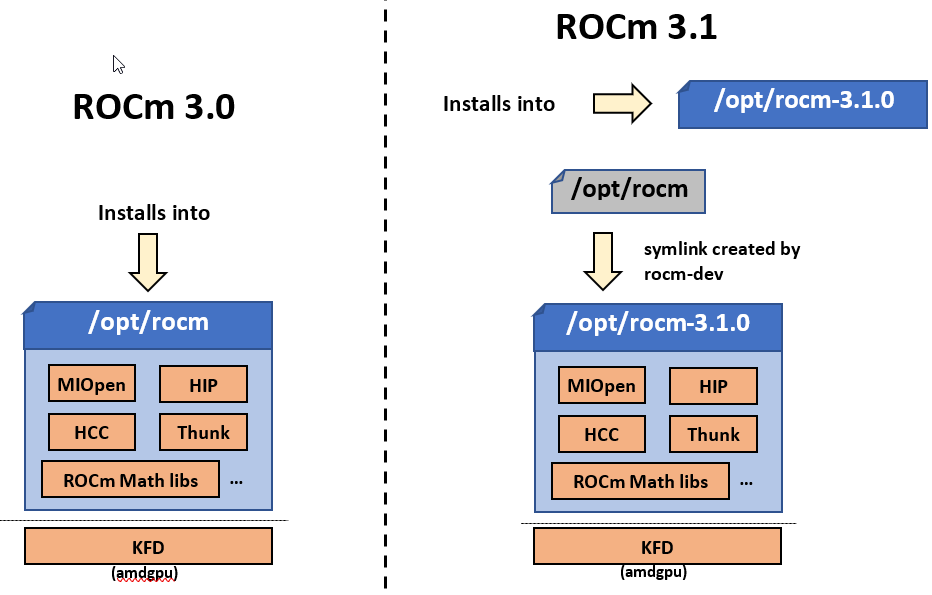 ROCm 3.0
Installs into
/opt/rocm
MIOpen
HIP
HCC
Thunk
ROCm Math libs
...
KFD
(amdgpu)
ROCm 3.1
Installs into
/opt/rocm-3.1.0
/opt/rocm
symlink created by
rocm-dev
/opt/rocm-3.1.0
MIOpen
HIP
HCC
Thunk
ROCm Math libs
...
KFD
(amdgpu)